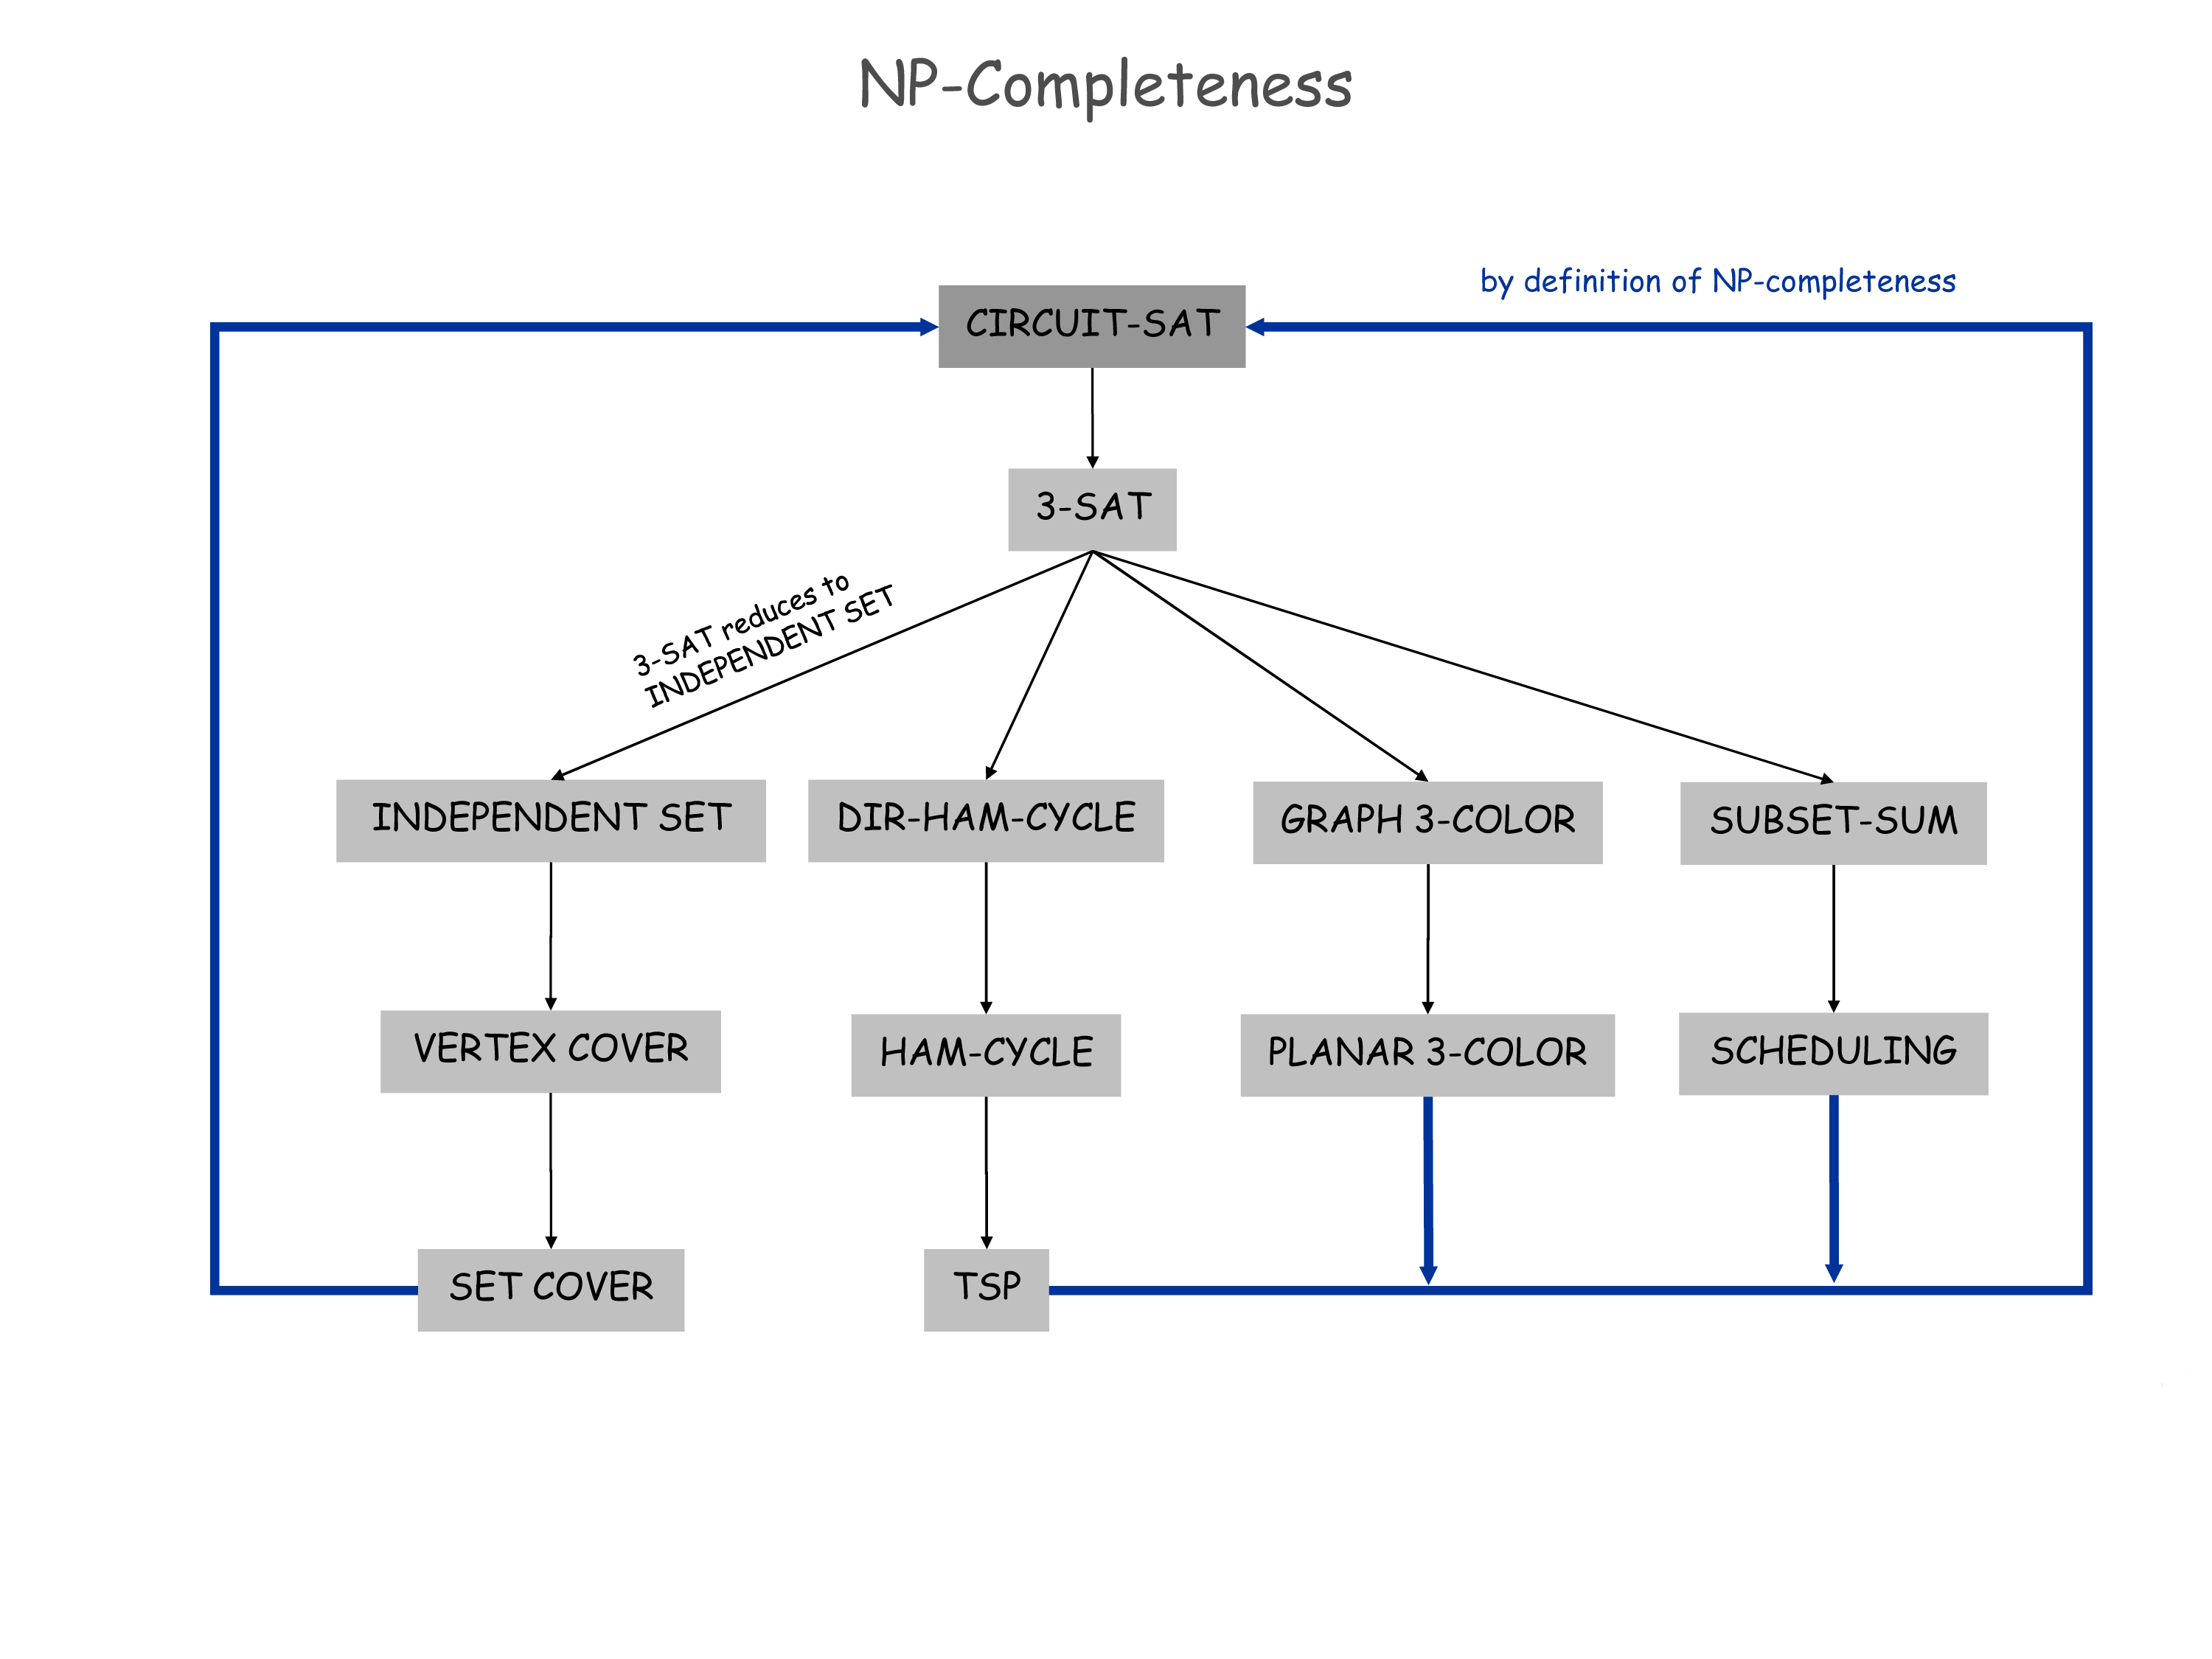 NP-Completeness
by definition of NP-completeness
CIRCUIT-SAT
3-SAT
3-SAT reduces to
INDEPENDENT SET
INDEPENDENT SET
DIR-HAM-CYCLE
GRAPH 3-COLOR
SUBSET-SUM
VERTEX COVER
HAM-CYCLE
PLANAR 3-COLOR
SCHEDULING
SET COVER
TSP